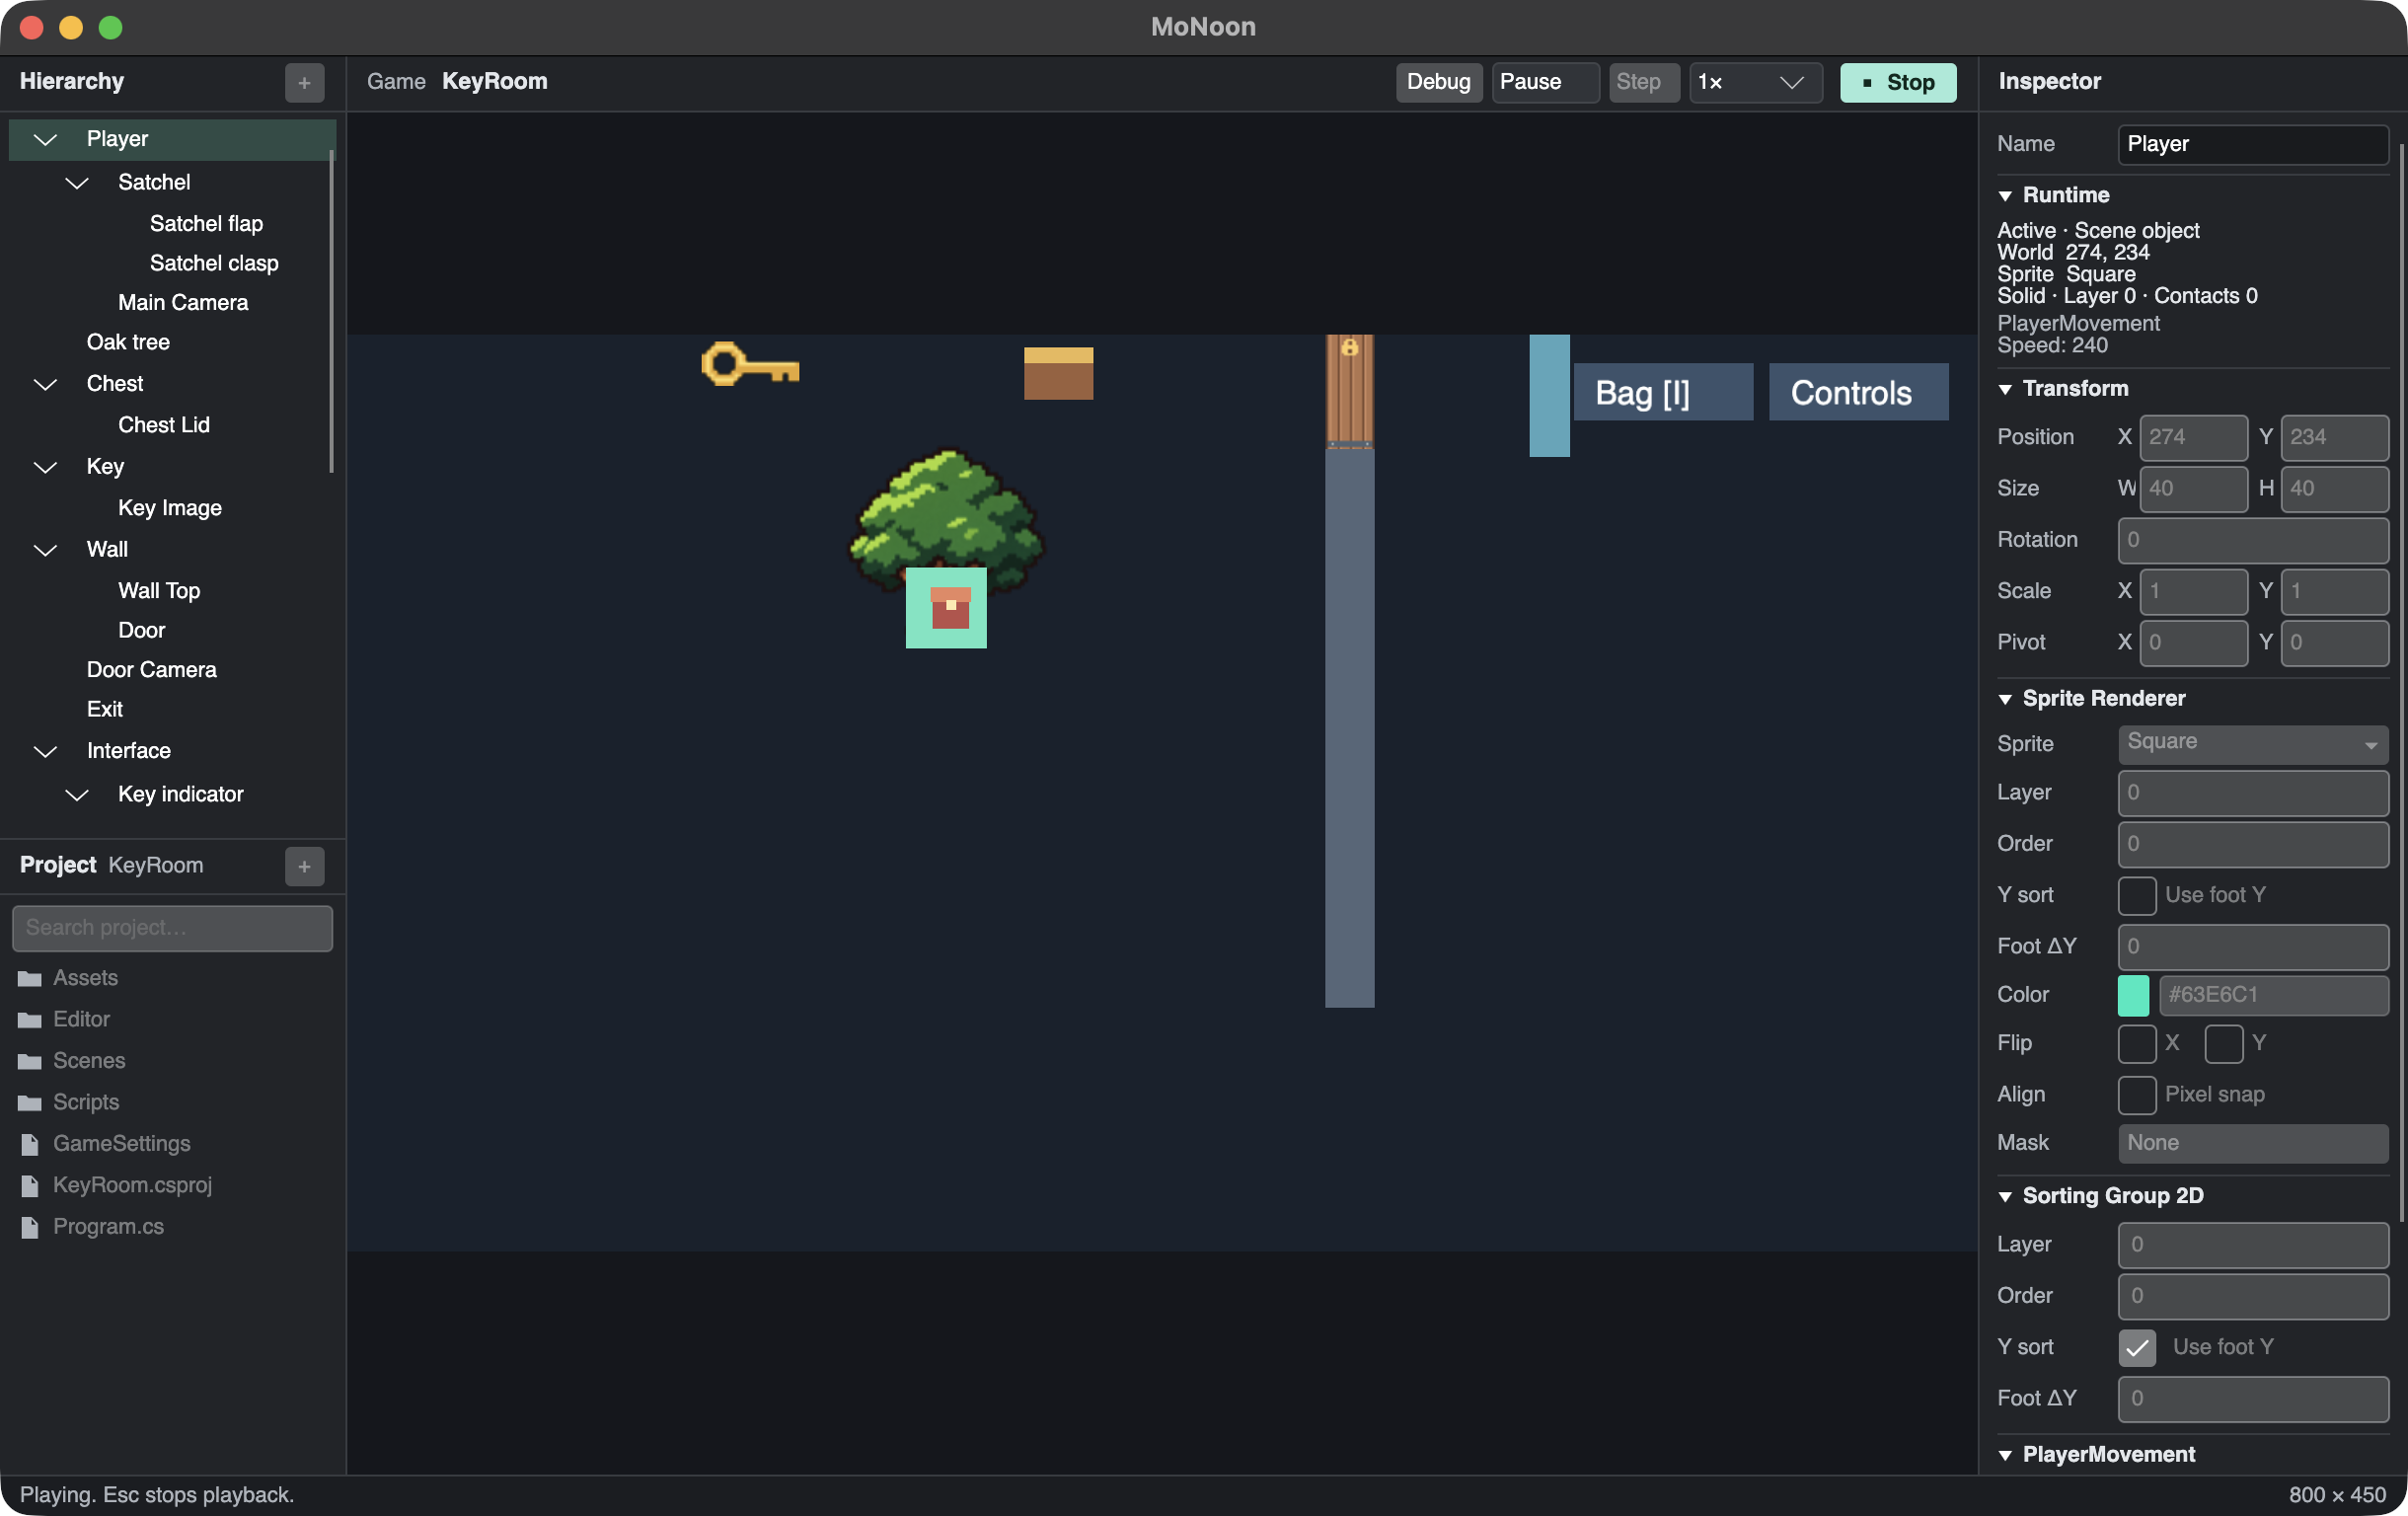 MoNoon
Hierarchy +
Game KeyRoom
Debug Pause Step 1× Stop
Inspector
Player
Satchel
Satchel flap
Satchel clasp
Main Camera
Oak tree
Chest
Chest Lid
Key
Key Image
Wall
Wall Top
Door
Door Camera
Exit
Interface
Key indicator
Project KeyRoom +
Search project...
Assets
Editor
Scenes
Scripts
GameSettings
KeyRoom.csproj
Program.cs
Bag [I] Controls
Name Player
Runtime
Active · Scene object
World 274, 234
Sprite Square
Solid · Layer 0 · Contacts 0
PlayerMovement
Speed: 240
Transform
Position X 274 Y 234
Size W 40 H 40
Rotation 0
Scale X 1 Y 1
Pivot X 0 Y 0
Sprite Renderer
Sprite Square
Layer 0
Order 0
Y sort Use foot Y
Foot ΔY 0
Color #63E6C1
Flip X Y
Align Pixel snap
Mask None
Sorting Group 2D
Layer 0
Order 0
Y sort Use foot Y
Foot ΔY 0
PlayerMovement
Playing. Esc stops playback.
800 × 450